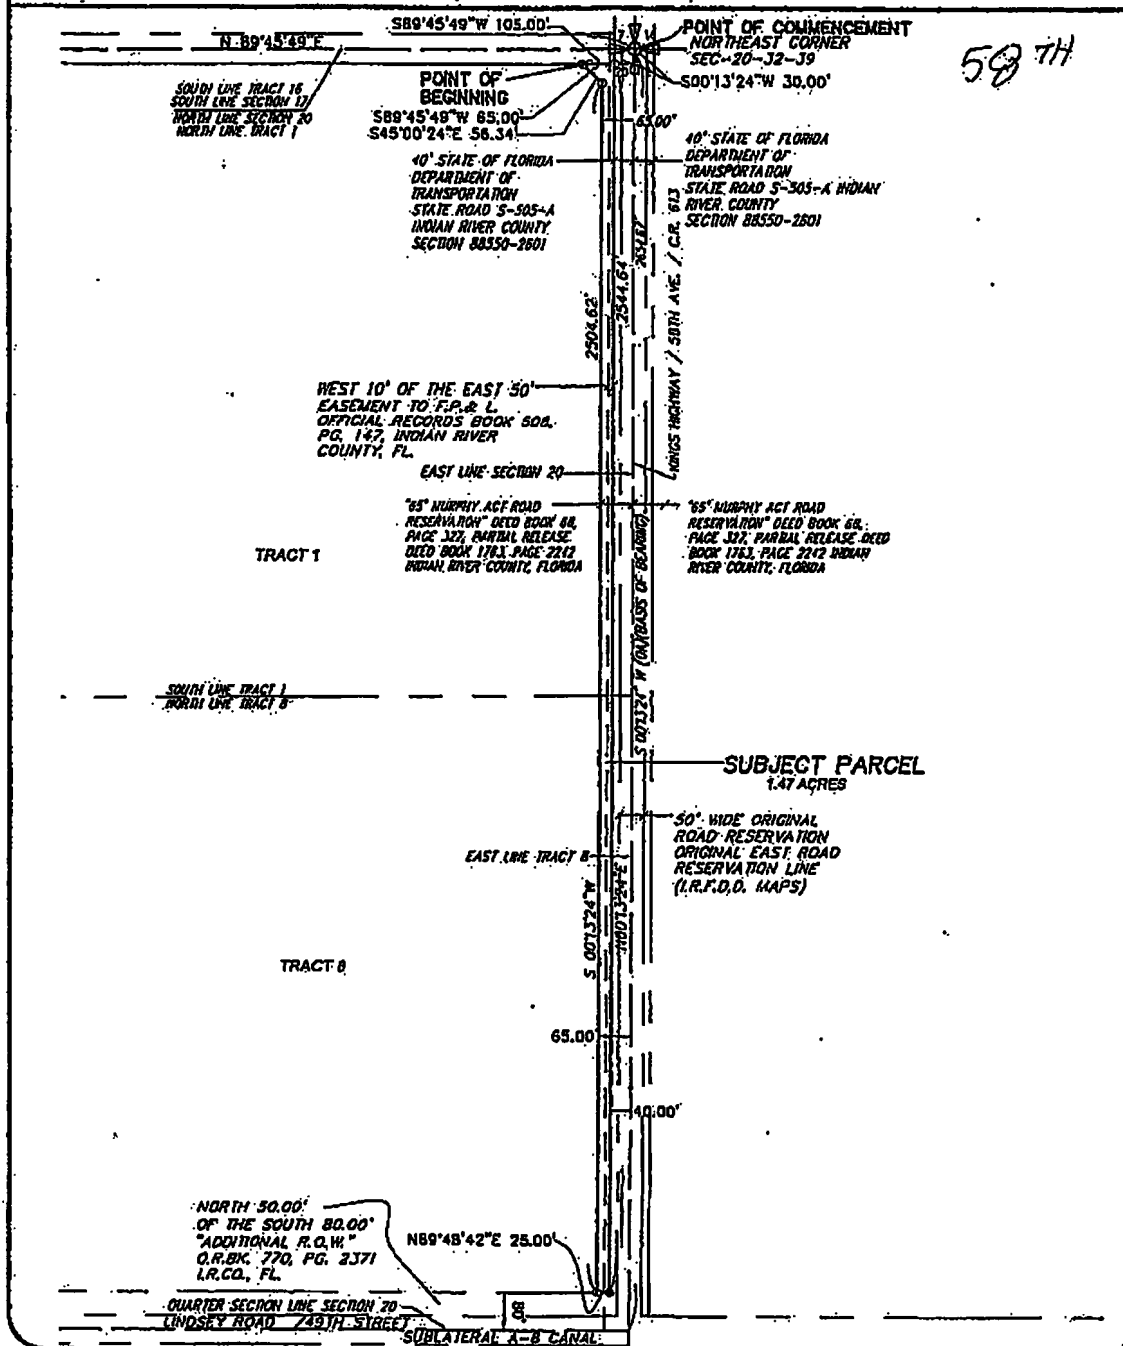 S89°45'49"W 105.00'
N 89°45'49"E
POINT OF COMMENCEMENT
NORTHEAST CORNER
SEC-20-32-39
58 TH
S00°13'24"W 30.00'
SOUTH LINE TRACT 16
SOUTH LINE SECTION 17
NORTH LINE SECTION 20
NORTH LINE TRACT 1
POINT OF
BEGINNING
S89°45'49"W 65.00'
S45°00'24"E 56.34'
65.00'
40' STATE OF FLORIDA
DEPARTMENT OF
TRANSPORTATION
STATE ROAD S-505-A
INDIAN RIVER COUNTY
SECTION 88550-2601
40' STATE OF FLORIDA
DEPARTMENT OF
TRANSPORTATION
STATE ROAD S-505-A INDIAN
RIVER COUNTY
SECTION 88550-2601
2504.62'
2544.64'
KINGS HIGHWAY / 58TH AVE. / C.R. 613
WEST 10' OF THE EAST 50'
EASEMENT TO F.P.& L.
OFFICIAL RECORDS BOOK 508,
PG. 147, INDIAN RIVER
COUNTY, FL.
EAST LINE SECTION 20
"65' MURPHY ACT ROAD
RESERVATION" DEED BOOK 68,
PAGE 327, PARTIAL RELEASE
DEED BOOK 1763, PAGE 2212
INDIAN RIVER COUNTY, FLORIDA
"65' MURPHY ACT ROAD
RESERVATION" DEED BOOK 68,
PAGE 327, PARTIAL RELEASE DEED
BOOK 1763, PAGE 2212 INDIAN
RIVER COUNTY, FLORIDA
TRACT 1
S 00°13'24" W (BASIS OF BEARING)
SOUTH LINE TRACT 1
NORTH LINE TRACT 8
SUBJECT PARCEL
1.47 ACRES
50' WIDE ORIGINAL
ROAD RESERVATION
ORIGINAL EAST ROAD
RESERVATION LINE
(I.R.F.D.D. MAPS)
EAST LINE TRACT 8
S 00°13'24"W
N00°13'24"E
TRACT 8
65.00'
40.00'
NORTH 50.00'
OF THE SOUTH 80.00'
"ADDITIONAL R.O.W."
O.R.BK. 770, PG. 2371
I.R.CO., FL.
N89°48'42"E 25.00'
80'
QUARTER SECTION LINE SECTION 20
LINDSEY ROAD / 49TH STREET
SUBLATERAL A-8 CANAL